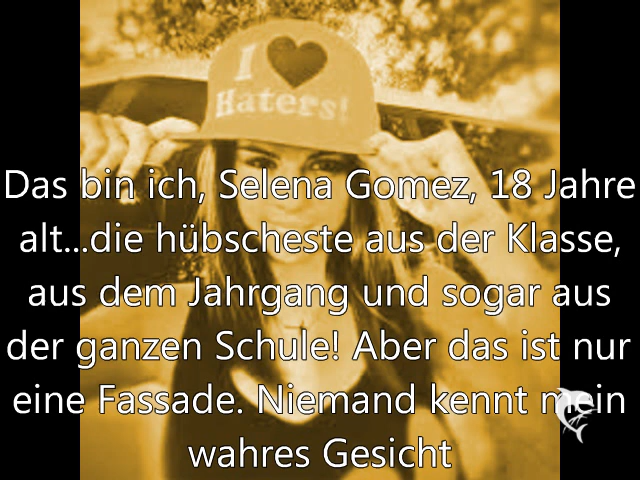 I ♥
Haters!
Das bin ich, Selena Gomez, 18 Jahre
alt...die hübscheste aus der Klasse,
aus dem Jahrgang und sogar aus
der ganzen Schule! Aber das ist nur
eine Fassade. Niemand kennt mein
wahres Gesicht